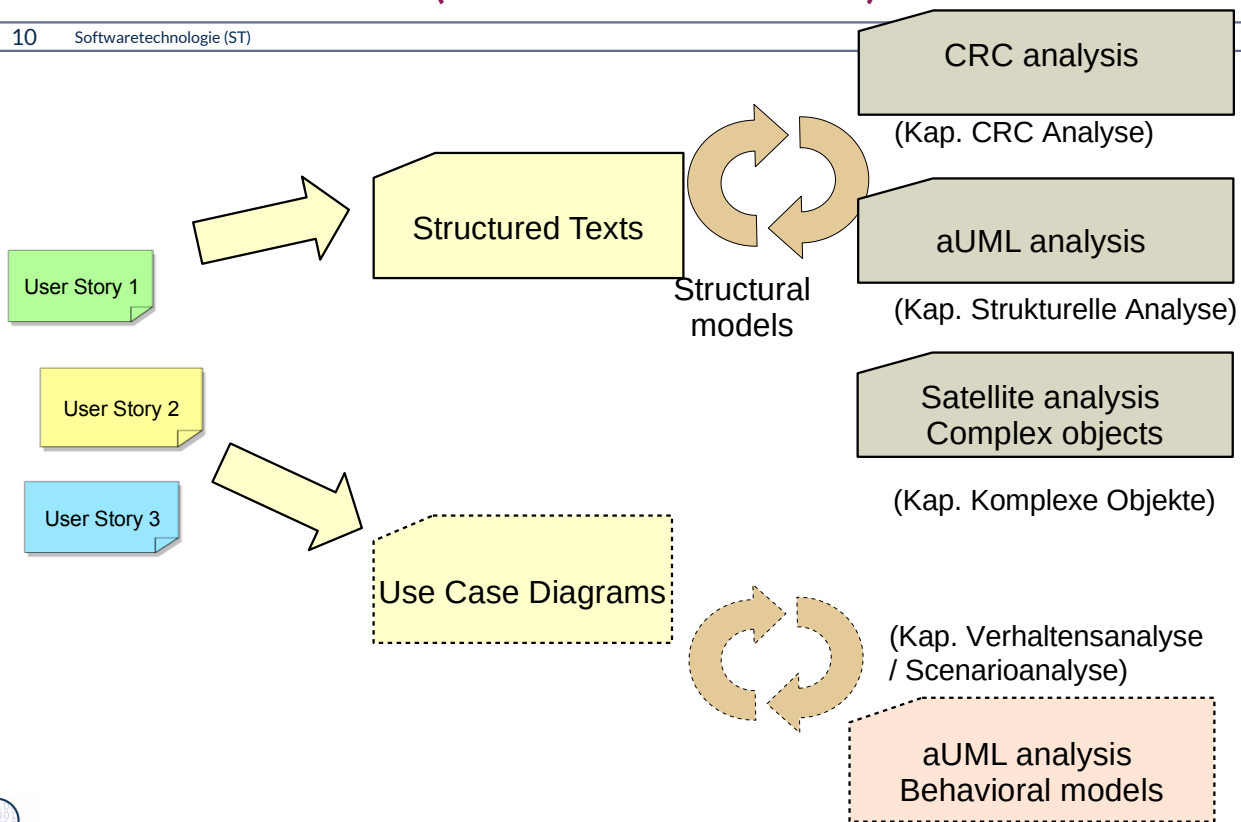 10 Softwaretechnologie (ST)
CRC analysis
(Kap. CRC Analyse)
Structured Texts
aUML analysis
User Story 1
Structural
models
(Kap. Strukturelle Analyse)
User Story 2
Satellite analysis
Complex objects
(Kap. Komplexe Objekte)
User Story 3
Use Case Diagrams
(Kap. Verhaltensanalyse
/ Scenarioanalyse)
aUML analysis
Behavioral models